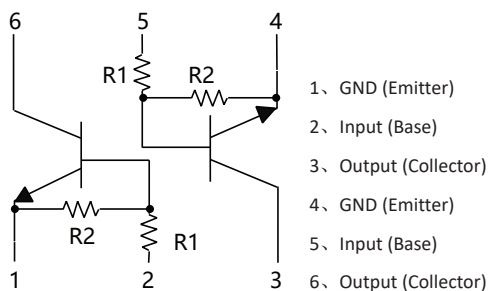 6 5 4
R1 R2
1、GND (Emitter)
2、Input (Base)
3、Output (Collector)
4、GND (Emitter)
R2 R1
5、Input (Base)
1 2 3
6、Output (Collector)